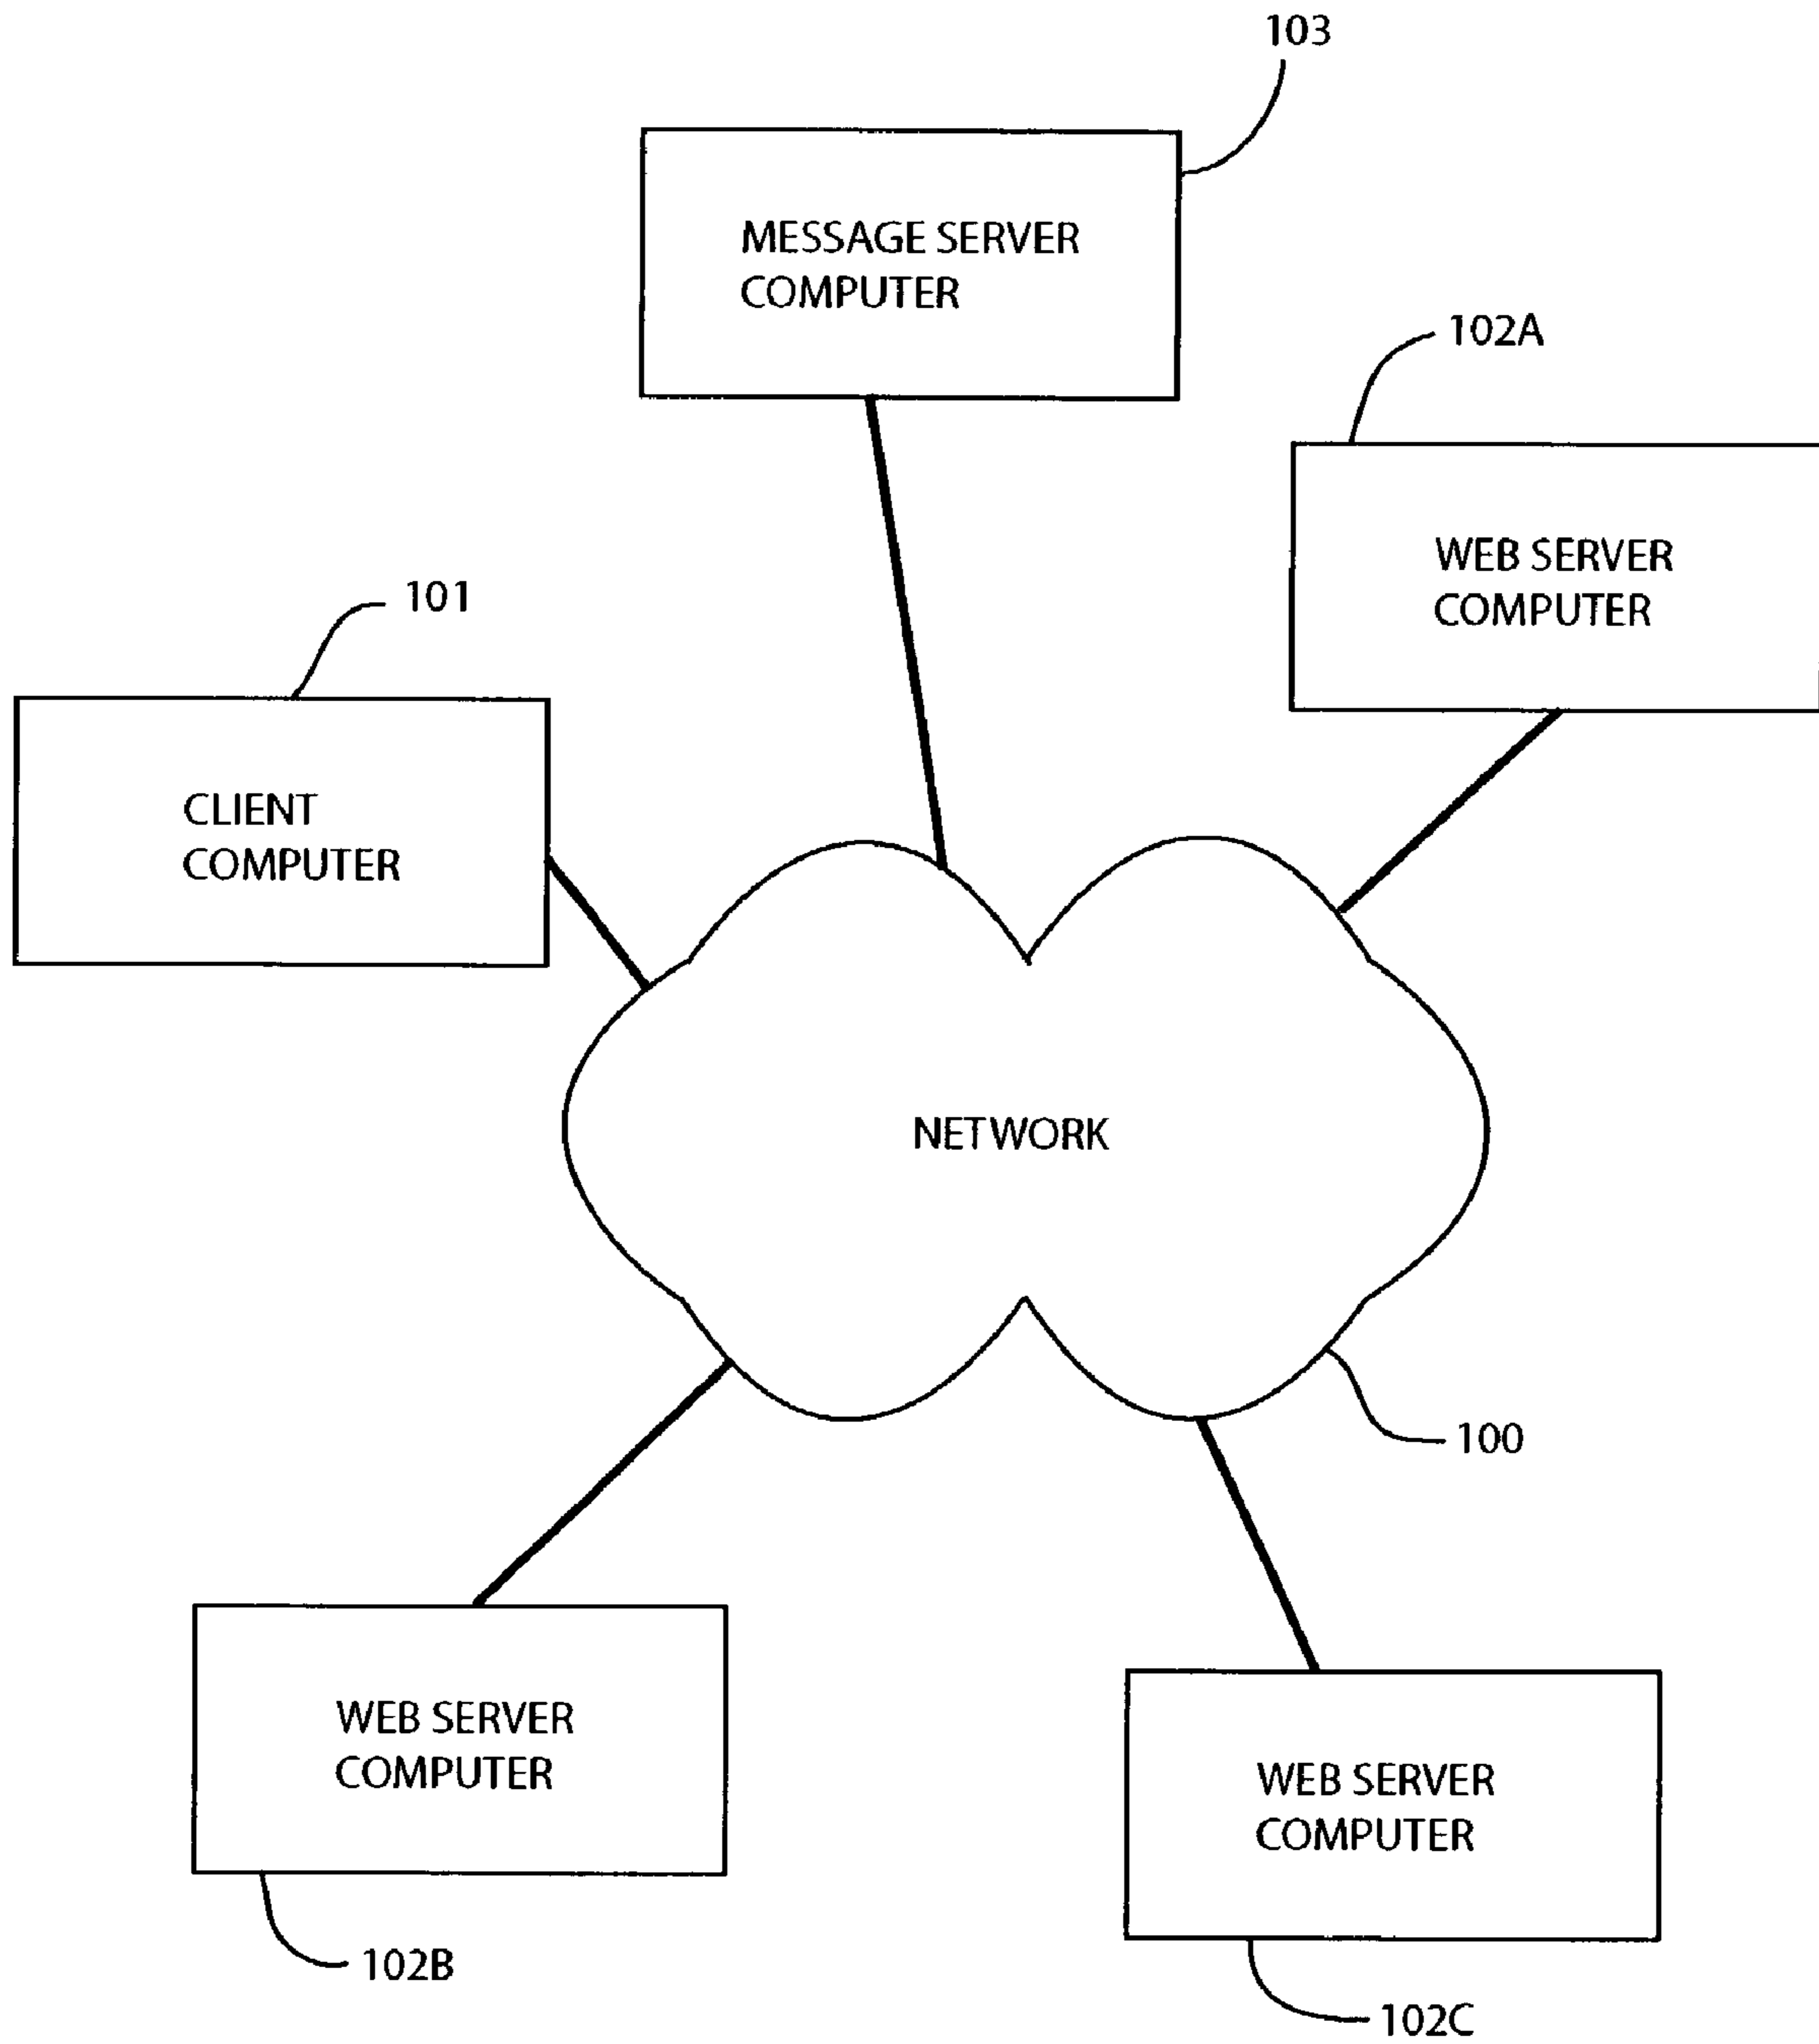 103
MESSAGE SERVER
COMPUTER
102A
WEB SERVER
COMPUTER
101
CLIENT
COMPUTER
NETWORK
100
WEB SERVER
COMPUTER
WEB SERVER
COMPUTER
102B
102C